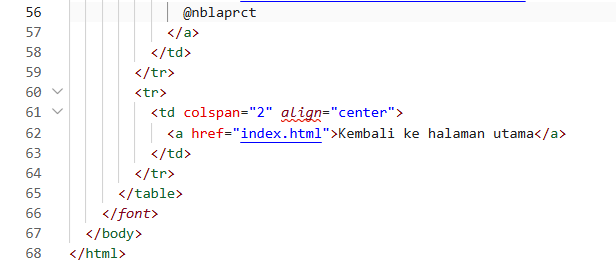 56 @nblaprct
57 </a>
58 </td>
59 </tr>
60 <tr>
61 <td colspan="2" align="center">
62 <a href="index.html">Kembali ke halaman utama</a>
63 </td>
64 </tr>
65 </table>
66 </font>
67 </body>
68 </html>